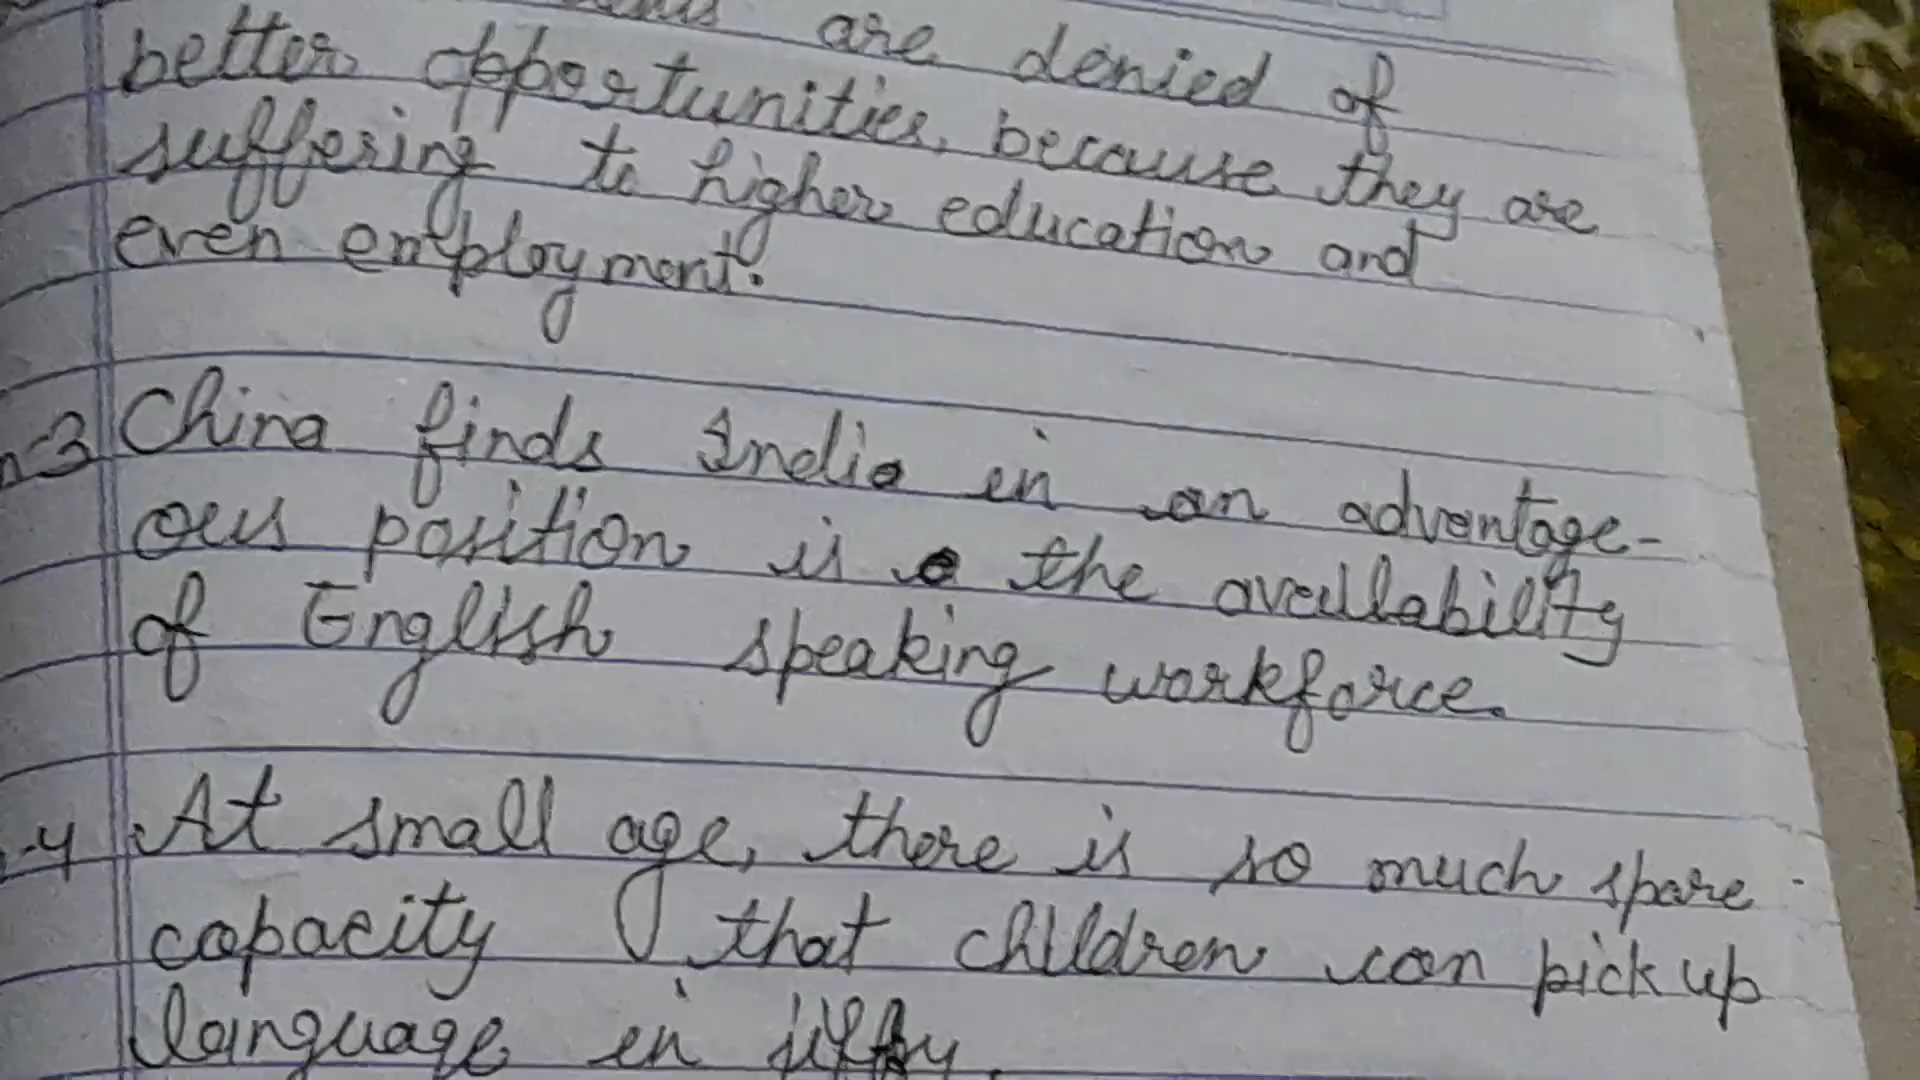 are denied of
better opportunities, because they are
suffering to higher education and
even employment.
-3 China finds India in an advantage-
ous position is the availability
of English speaking workforce.
-4 At small age, there is so much spare
capacity that children can pick up
language in jiffy.